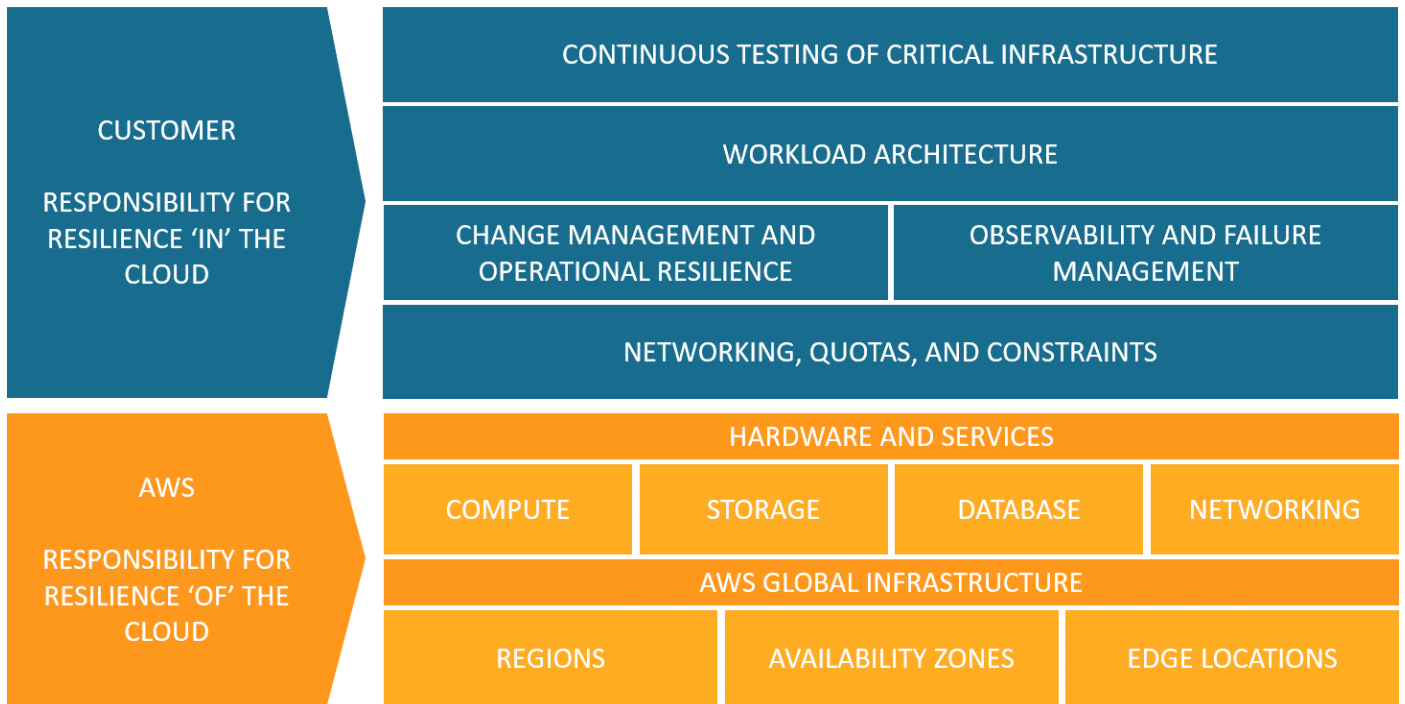 CUSTOMER
RESPONSIBILITY FOR
RESILIENCE ‘IN’ THE
CLOUD
CONTINUOUS TESTING OF CRITICAL INFRASTRUCTURE
WORKLOAD ARCHITECTURE
CHANGE MANAGEMENT AND
OPERATIONAL RESILIENCE
OBSERVABILITY AND FAILURE
MANAGEMENT
NETWORKING, QUOTAS, AND CONSTRAINTS
AWS
RESPONSIBILITY FOR
RESILIENCE ‘OF’ THE
CLOUD
HARDWARE AND SERVICES
COMPUTE
STORAGE
DATABASE
NETWORKING
AWS GLOBAL INFRASTRUCTURE
REGIONS
AVAILABILITY ZONES
EDGE LOCATIONS